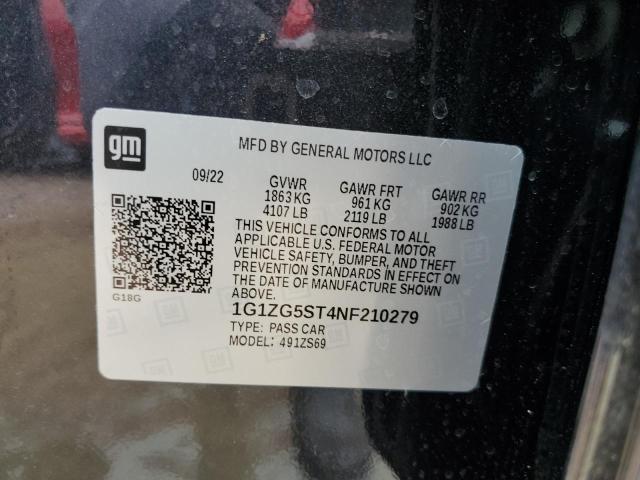 gm
MFD BY GENERAL MOTORS LLC
09/22 GVWR GAWR FRT GAWR RR
1863 KG 961 KG 902 KG
4107 LB 2119 LB 1988 LB
THIS VEHICLE CONFORMS TO ALL
APPLICABLE U.S. FEDERAL MOTOR
VEHICLE SAFETY, BUMPER, AND THEFT
PREVENTION STANDARDS IN EFFECT ON
THE DATE OF MANUFACTURE SHOWN
ABOVE.
G18G
1G1ZG5ST4NF210279
TYPE: PASS CAR
MODEL: 491ZS69